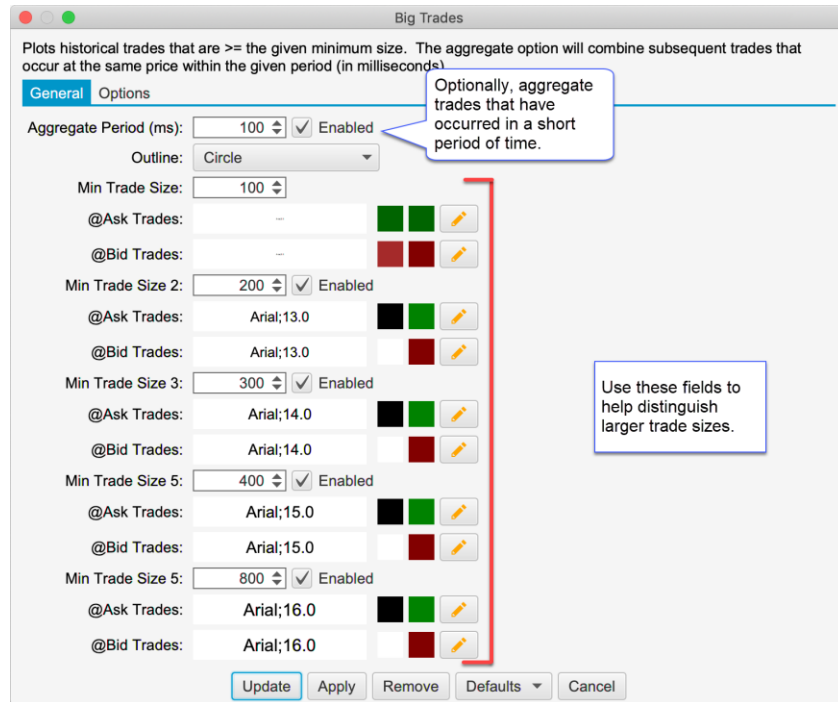 Big Trades
Plots historical trades that are >= the given minimum size. The aggregate option will combine subsequent trades that
occur at the same price within the given period (in milliseconds)
General Options
Optionally, aggregate
trades that have
occurred in a short
period of time.
Aggregate Period (ms): 100 Enabled
Outline: Circle
Min Trade Size: 100
@Ask Trades:
@Bid Trades:
Min Trade Size 2: 200 Enabled
@Ask Trades: Arial;13.0
@Bid Trades: Arial;13.0
Min Trade Size 3: 300 Enabled
@Ask Trades: Arial;14.0
@Bid Trades: Arial;14.0
Use these fields to
help distinguish
larger trade sizes.
Min Trade Size 5: 400 Enabled
@Ask Trades: Arial;15.0
@Bid Trades: Arial;15.0
Min Trade Size 5: 800 Enabled
@Ask Trades: Arial;16.0
@Bid Trades: Arial;16.0
Update Apply Remove Defaults Cancel